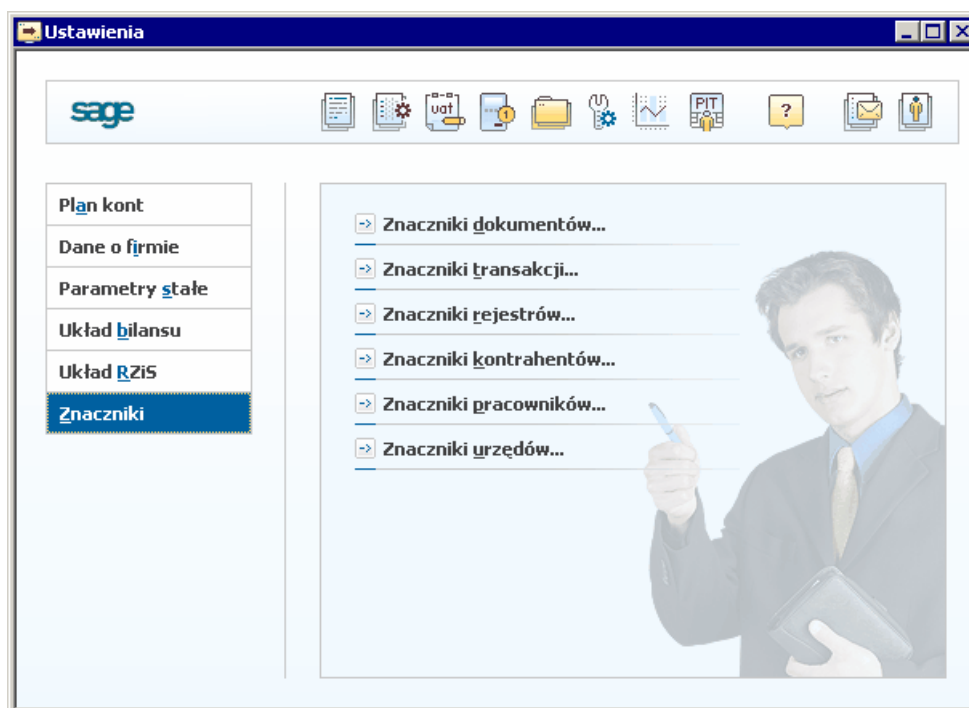 Ustawienia
sage
vat
1
PIT
?
Plan kont
Dane o firmie
Parametry stałe
Układ bilansu
Układ RZiS
Znaczniki
Znaczniki dokumentów...
Znaczniki transakcji...
Znaczniki rejestrów...
Znaczniki kontrahentów...
Znaczniki pracowników...
Znaczniki urzędów...